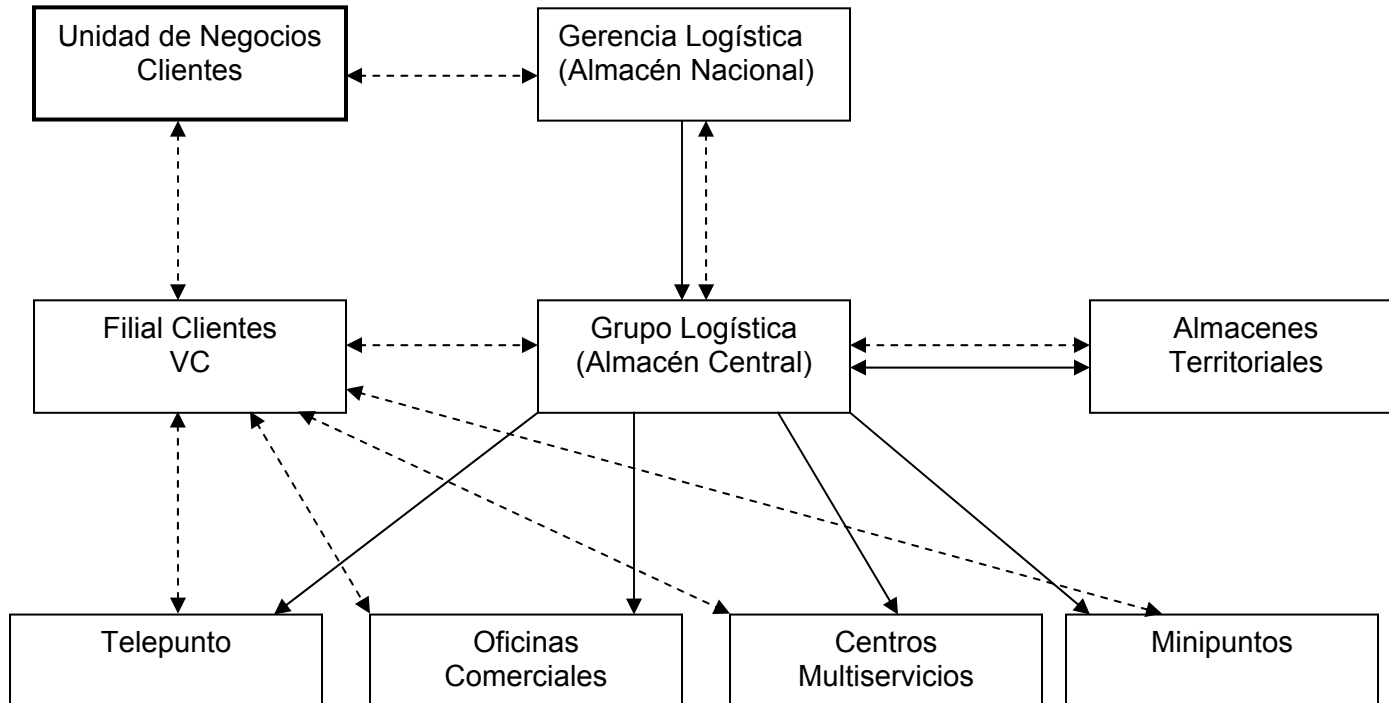 Unidad de Negocios
Clientes
Gerencia Logística
(Almacén Nacional)
Filial Clientes
VC
Grupo Logística
(Almacén Central)
Almacenes
Territoriales
Telepunto
Oficinas
Comerciales
Centros
Multiservicios
Minipuntos